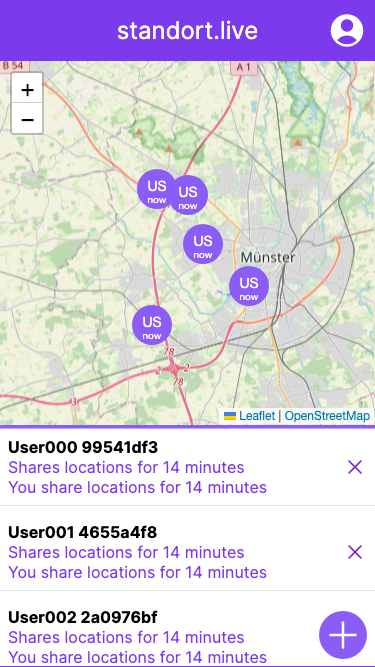 standort.live
B 54
A 1
+
−
US
now
US
now
US
now
Münster
US
now
US
now
78
2
2
78
3
Leaflet | OpenStreetMap
User000 99541df3
Shares locations for 14 minutes
You share locations for 14 minutes
User001 4655a4f8
Shares locations for 14 minutes
You share locations for 14 minutes
User002 2a0976bf
Shares locations for 14 minutes
You share locations for 14 minutes